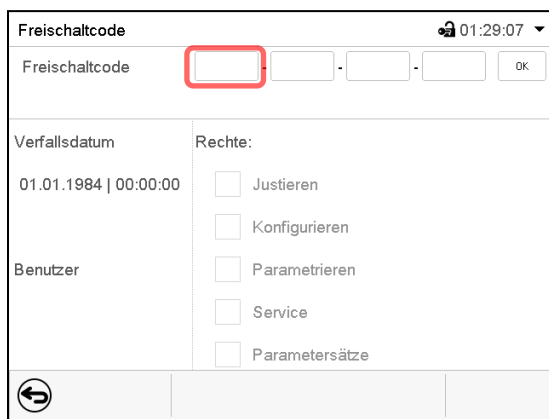 Freischaltcode 01:29:07
Freischaltcode - - - OK
Verfallsdatum Rechte:
01.01.1984 | 00:00:00 Justieren
Konfigurieren
Benutzer Parametrieren
Service
Parametersätze